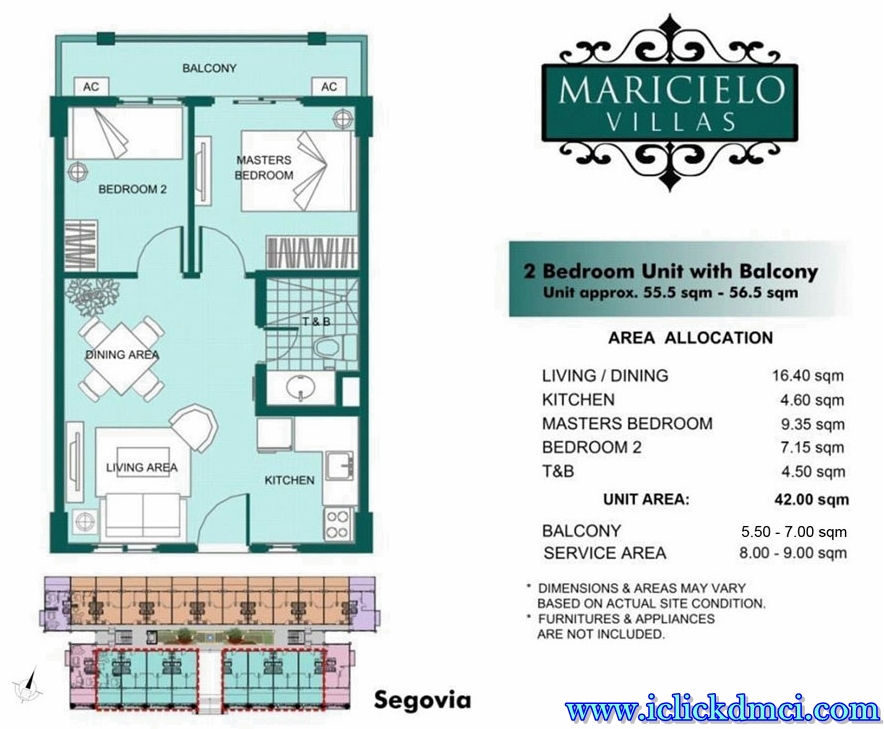 BALCONY
AC
AC
MASTERS
BEDROOM
BEDROOM 2
T & B
DINING AREA
LIVING AREA
KITCHEN
MARICIELO
VILLAS
2 Bedroom Unit with Balcony
Unit approx. 55.5 sqm - 56.5 sqm
AREA ALLOCATION
LIVING / DINING 16.40 sqm
KITCHEN 4.60 sqm
MASTERS BEDROOM 9.35 sqm
BEDROOM 2 7.15 sqm
T&B 4.50 sqm
UNIT AREA: 42.00 sqm
BALCONY 5.50 - 7.00 sqm
SERVICE AREA 8.00 - 9.00 sqm
* DIMENSIONS & AREAS MAY VARY
BASED ON ACTUAL SITE CONDITION.
* FURNITURES & APPLIANCES
ARE NOT INCLUDED.
Segovia
www.iclickdmci.com